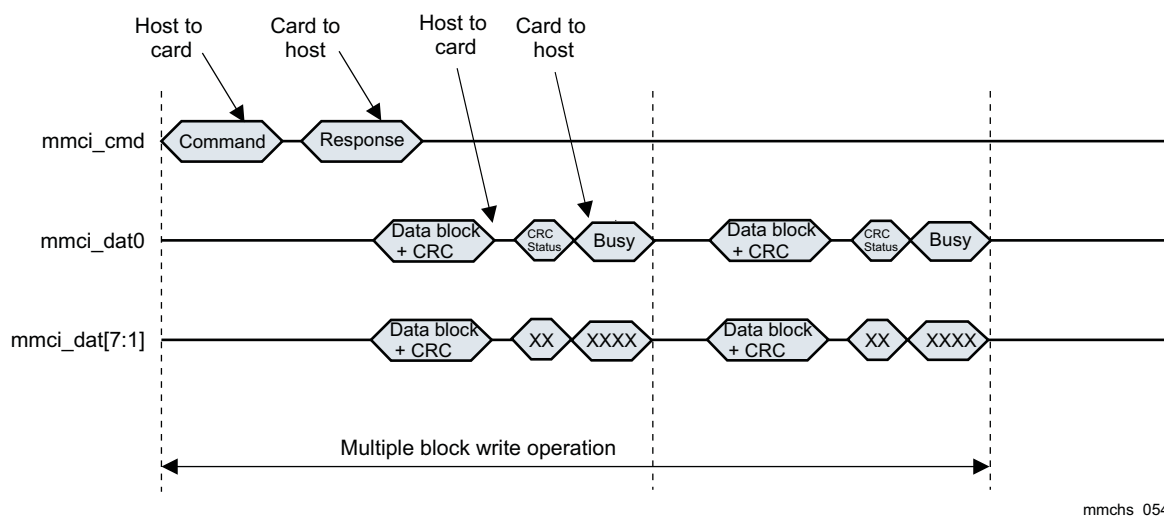 Host to
card
Card to
host
Host to
card
Card to
host
mmci_cmd
Command
Response
mmci_dat0
Data block
+ CRC
CRC
Status
Busy
Data block
+ CRC
CRC
Status
Busy
mmci_dat[7:1]
Data block
+ CRC
XX
XXXX
Data block
+ CRC
XX
XXXX
Multiple block write operation
mmchs_054